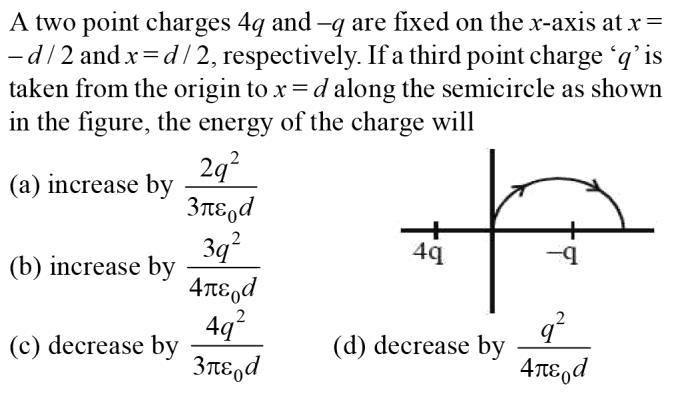 A two point charges 4q and –q are fixed on the x-axis at x =
– d / 2 and x = d / 2, respectively. If a third point charge ‘q’ is
taken from the origin to x = d along the semicircle as shown
in the figure, the energy of the charge will
(a) increase by 2q²/3πε₀d
(b) increase by 3q²/4πε₀d
4q –q
(c) decrease by 4q²/3πε₀d (d) decrease by q²/4πε₀d